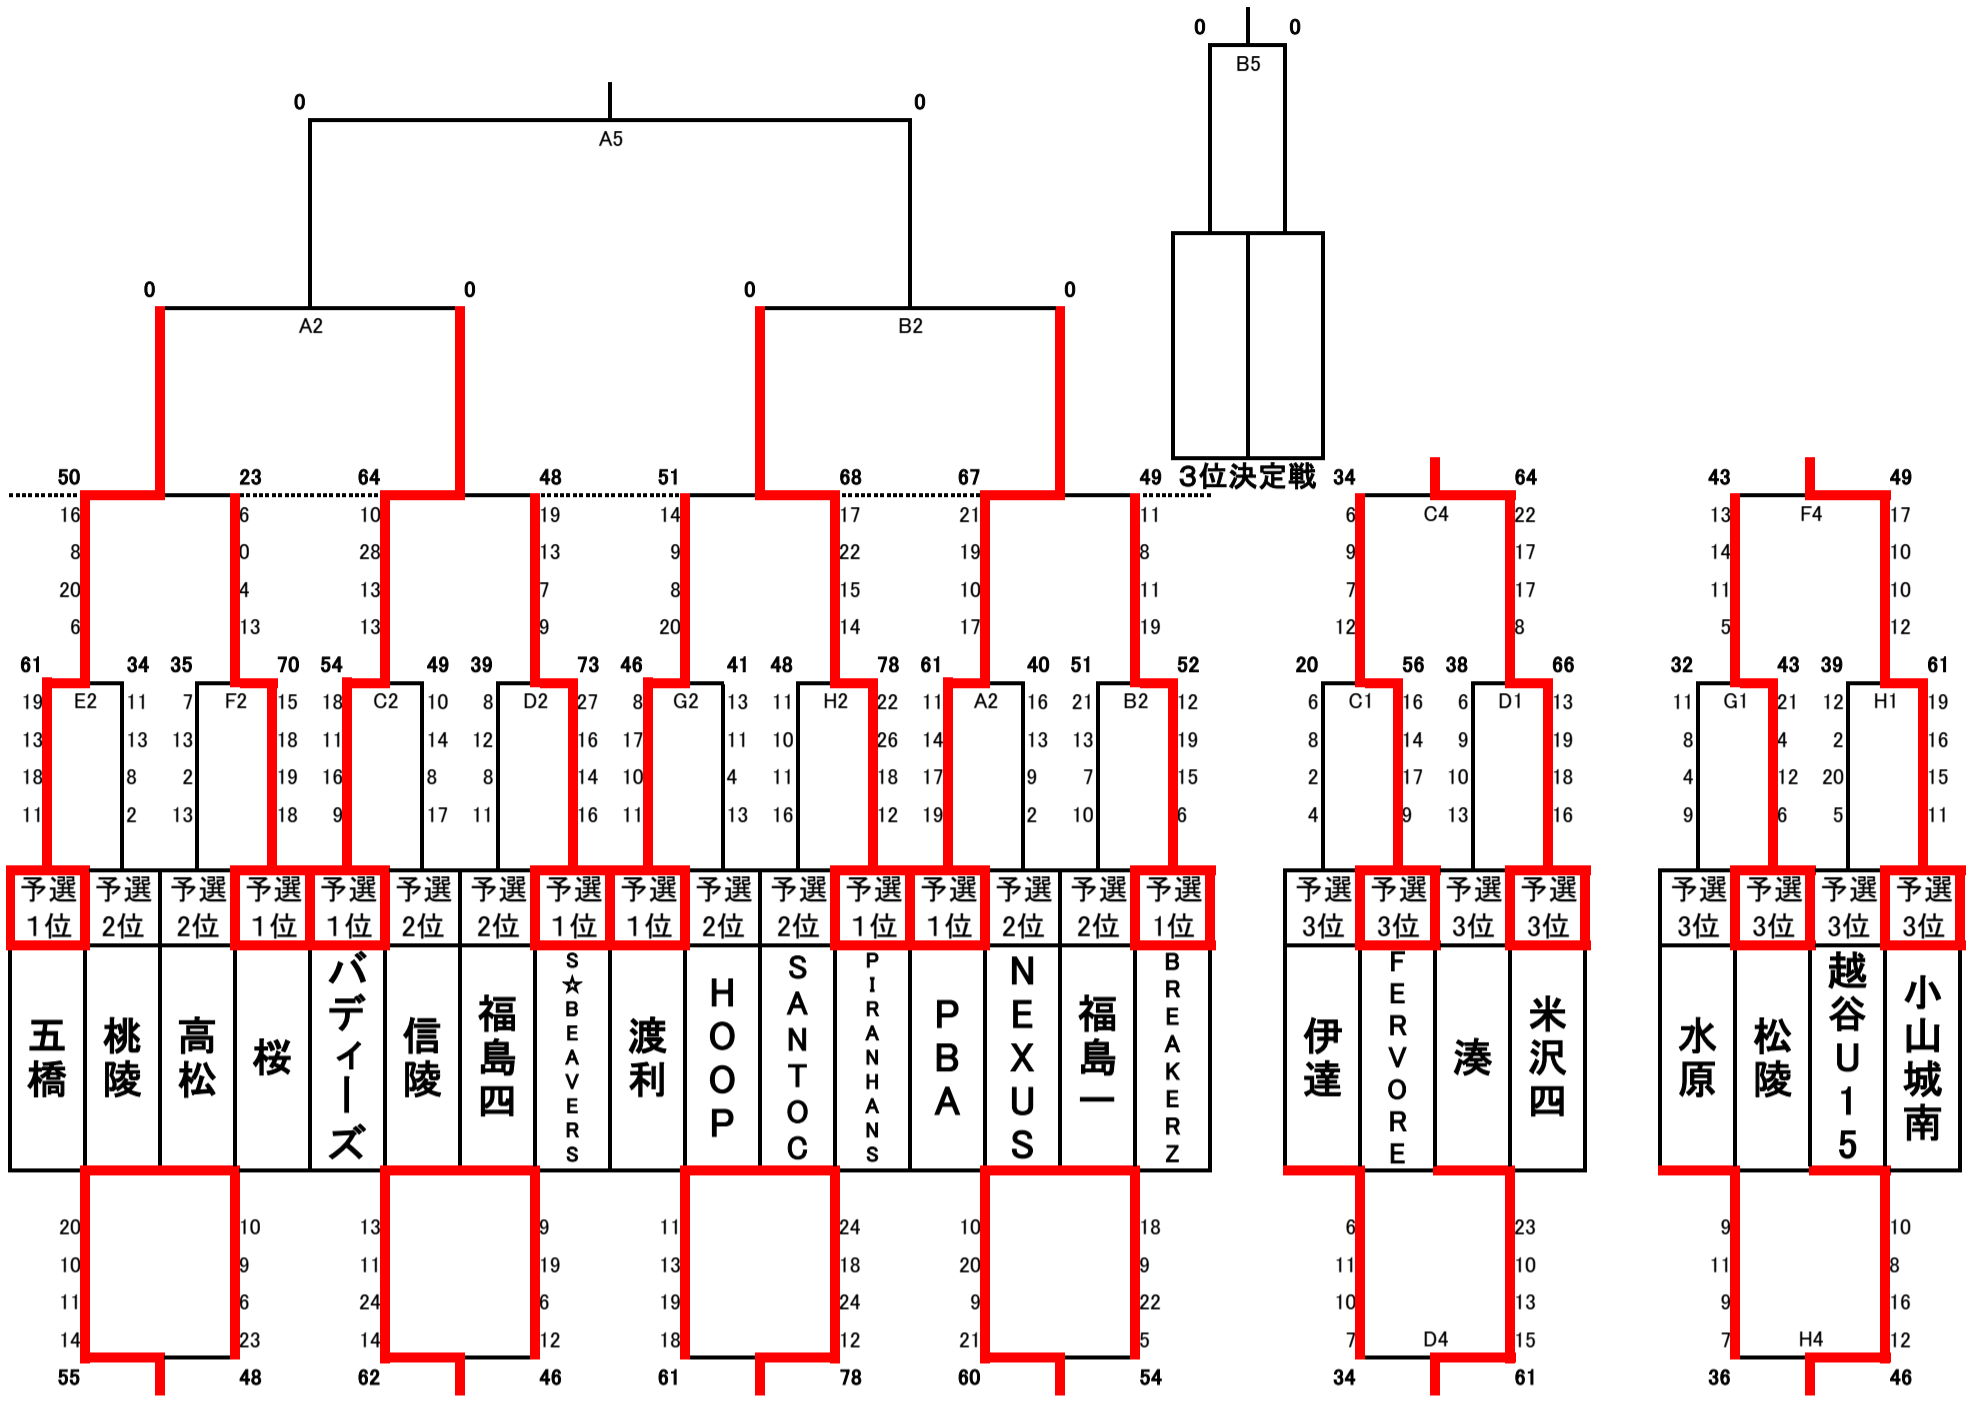 0 0
B5
0 0
A5
0 0 0 0
A2 B2
3位決定戦
50 23 64 48 51 68 67 49 34 64 43 49
16 6 10 19 14 17 21 11 6 C4 22 13 F4 17
8 0 28 13 9 22 19 8 9 17 14 10
20 4 13 7 8 15 10 11 7 17 11 10
6 13 13 9 20 14 17 19 12 8 5 12
61 34 35 70 54 49 39 73 46 41 48 78 61 40 51 52 20 56 38 66 32 43 39 61
19 E2 11 7 F2 15 18 C2 10 8 D2 27 8 G2 13 11 H2 22 11 A2 16 21 B2 12 6 C1 16 6 D1 13 11 G1 21 12 H1 19
13 13 13 18 11 14 12 16 17 11 10 26 14 13 13 19 8 14 9 19 8 4 2 16
18 8 2 19 16 8 8 14 10 4 11 18 17 9 7 15 2 17 10 18 4 12 20 15
11 2 13 18 9 17 11 16 11 13 16 12 19 2 10 6 4 9 13 16 9 6 5 11
予選 予選 予選 予選 予選 予選 予選 予選 予選 予選 予選 予選 予選 予選 予選 予選 予選 予選 予選 予選 予選 予選 予選 予選
1位 2位 2位 1位 1位 2位 2位 1位 1位 2位 2位 1位 1位 2位 2位 1位 3位 3位 3位 3位 3位 3位 3位 3位
五橋
桃陵
高松
桜
バディーズ
信陵
福島四
S☆BEAVERS
渡利
HOOP
SANTOC
PIRANHANS
PBA
NEXUS
福島一
BREAKERZ
伊達
FERVORE
湊
米沢四
水原
松陵
越谷U15
小山城南
20 10 13 9 11 24 10 18 6 23 9 10
10 9 11 19 13 18 20 9 11 10 11 8
11 6 24 6 19 24 9 22 10 13 9 16
14 23 14 12 18 12 21 5 7 D4 15 7 H4 12
55 48 62 46 61 78 60 54 34 61 36 46